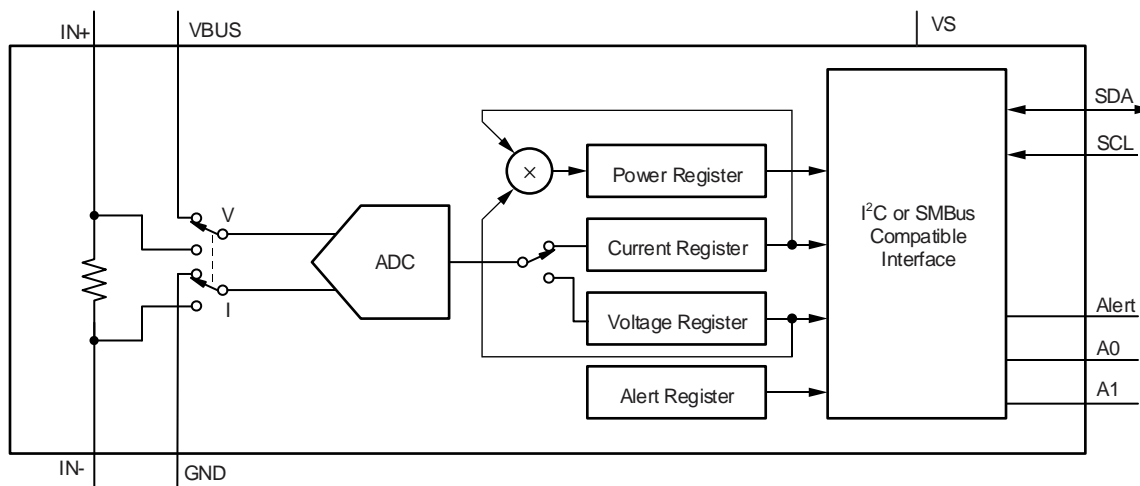 IN+
VBUS
VS
SDA
SCL
×
Power Register
V
I²C or SMBus
Compatible
Interface
ADC
Current Register
I
Voltage Register
Alert
A0
Alert Register
A1
IN-
GND